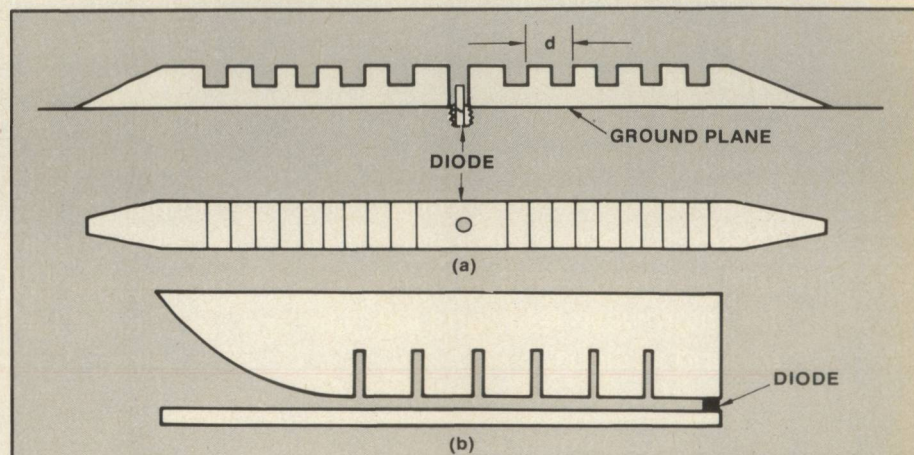 d
GROUND PLANE
DIODE
(a)
DIODE
(b)